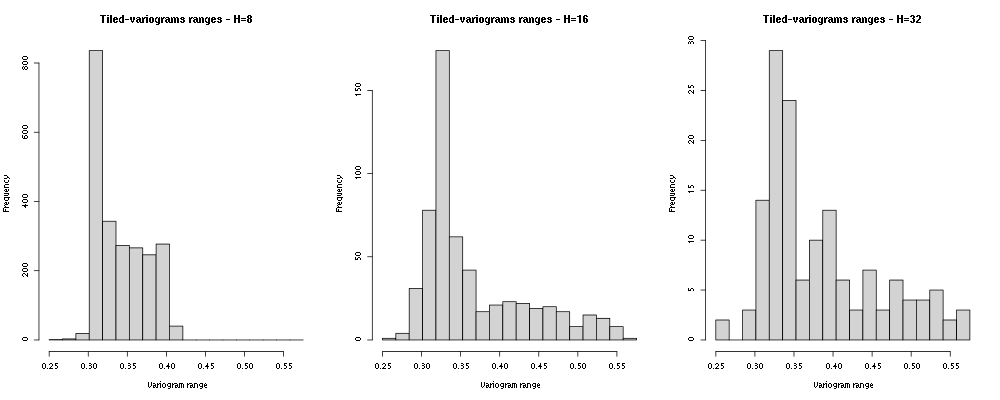 Tiled-variograms ranges - H=8
Tiled-variograms ranges - H=16
Tiled-variograms ranges - H=32
Frequency
0
200
400
600
800
0.25 0.30 0.35 0.40 0.45 0.50 0.55
Variogram range
Frequency
0
50
100
150
0.25 0.30 0.35 0.40 0.45 0.50 0.55
Variogram range
Frequency
0
5
10
15
20
25
30
0.25 0.30 0.35 0.40 0.45 0.50 0.55
Variogram range